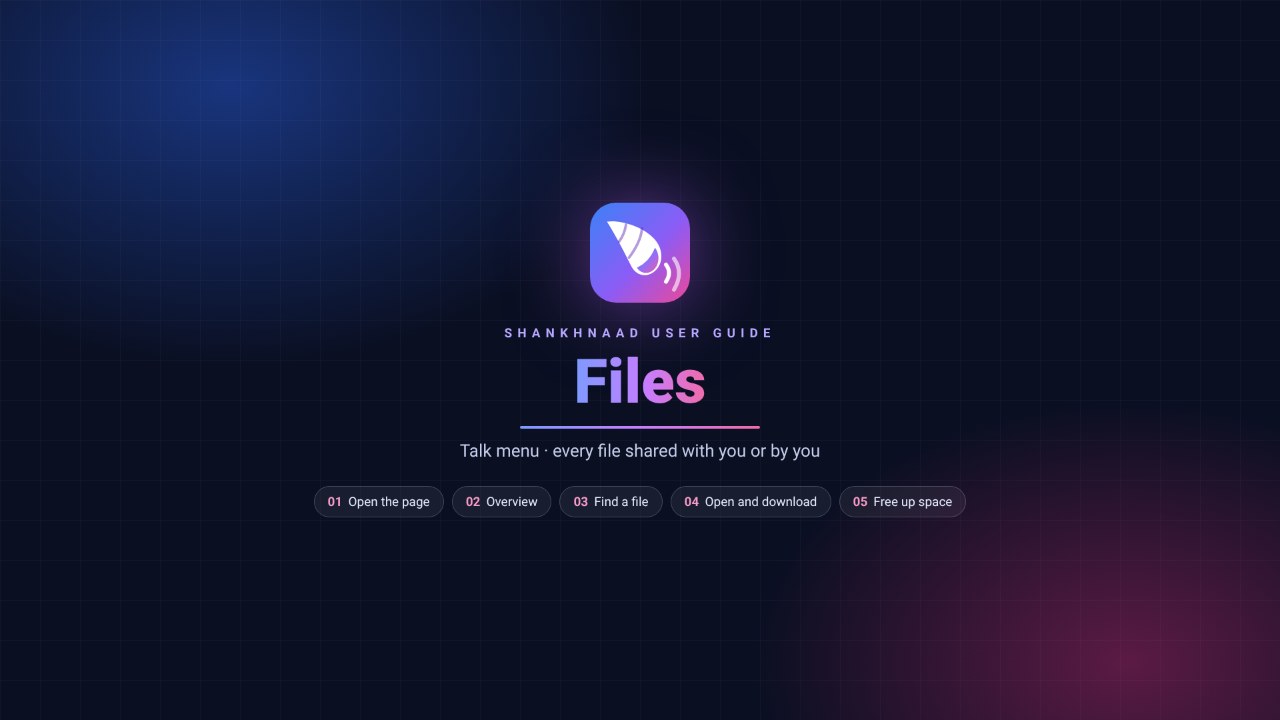 SHANKHNAAD USER GUIDE
Files
Talk menu · every file shared with you or by you
01 Open the page 02 Overview 03 Find a file 04 Open and download 05 Free up space